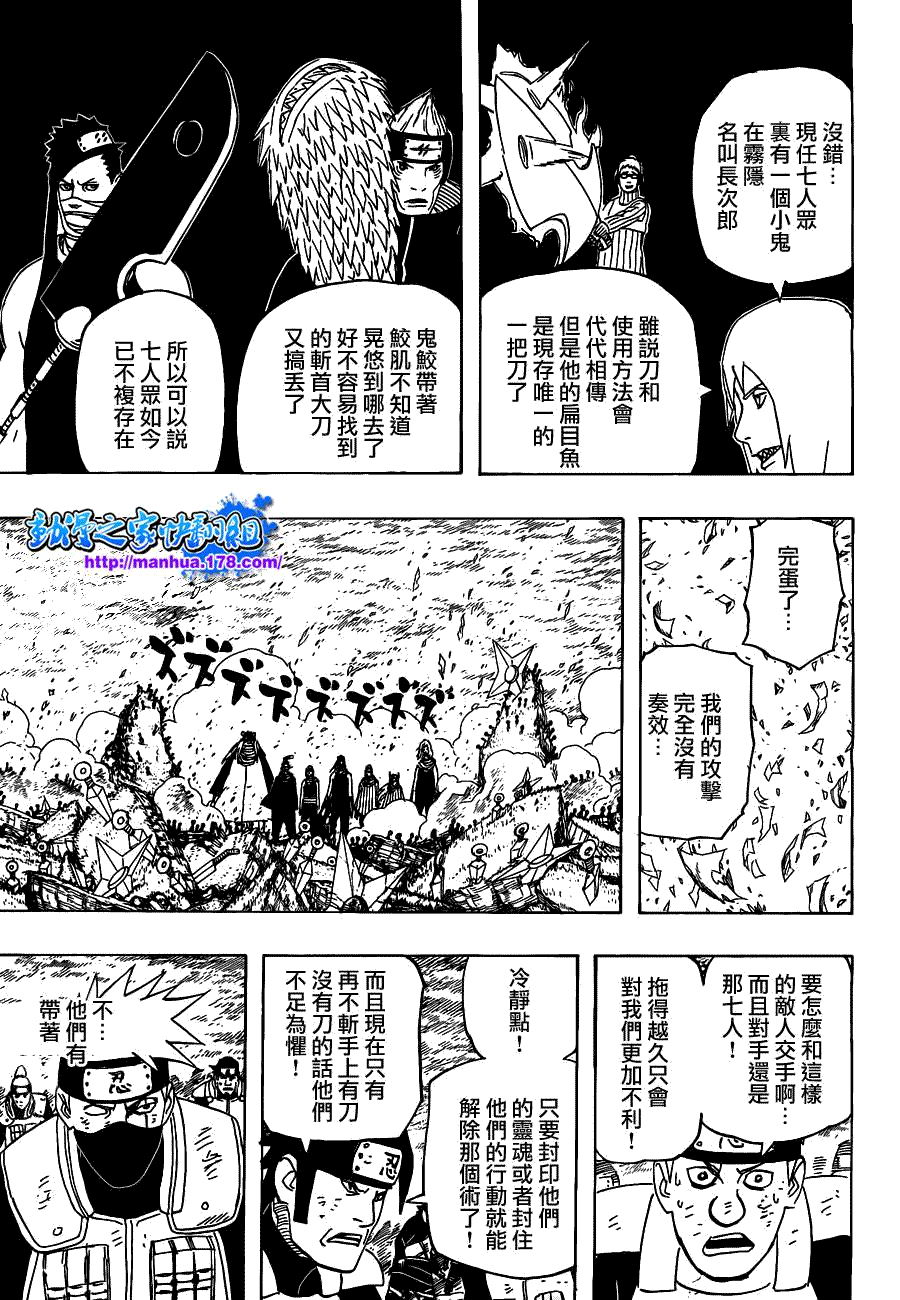 沒錯…
現任七人眾
裏有一個小鬼
在霧隱
名叫長次郎
雖説刀和
使用方法會
代代相傳
但是他的扁目魚
是現存唯一的
一把刀了
鬼鮫帶著
鮫肌不知道
晃悠到哪去了
好不容易找到
的斬首大刀
又搞丟了
所以可以説
七人眾如今
已不複存在
完蛋了…
我們的攻擊
完全沒有
奏效…
動漫之家快翻組
http://manhua.178.com/
ズズズズズズズズ
要怎麼和這樣
的敵人交手啊…
而且對手還是
那七人！
拖得越久只會
對我們更加不利！
冷靜點！
只要封印他們
的靈魂或者封住
他們的行動就能
解除那個術了！
而且現在只有
再不斬手上有刀
沒有刀的話他們
不足為懼！
忍
不…
他們有
帶著
忍